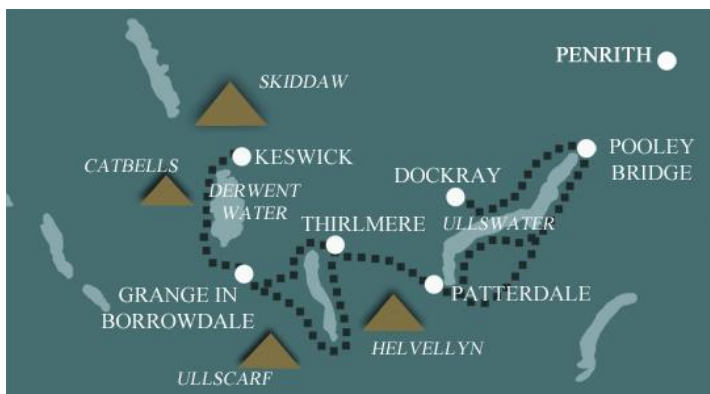 PENRITH
SKIDDAW
KESWICK
POOLEY
BRIDGE
CATBELLS
DERWENT
WATER
DOCKRAY
THIRLMERE
ULLSWATER
GRANGE IN
BORROWDALE
PATTERDALE
HELVELLYN
ULLSCARF